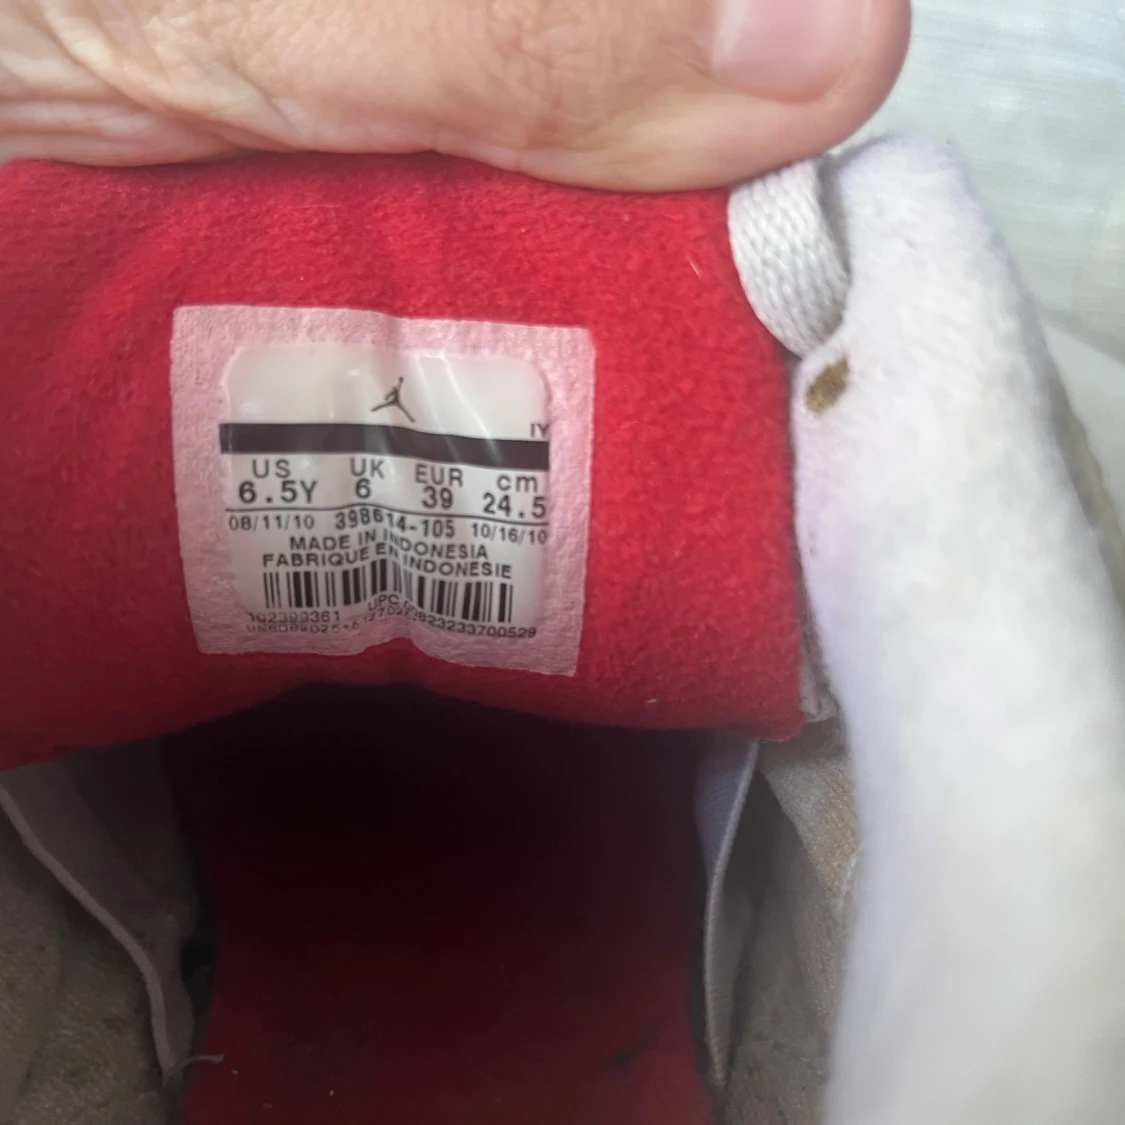 IY
US UK EUR cm
6.5Y 6 39 24.5
08/11/10 398614-105 10/16/10
MADE IN INDONESIA
FABRIQUE EN INDONESIE
UPC